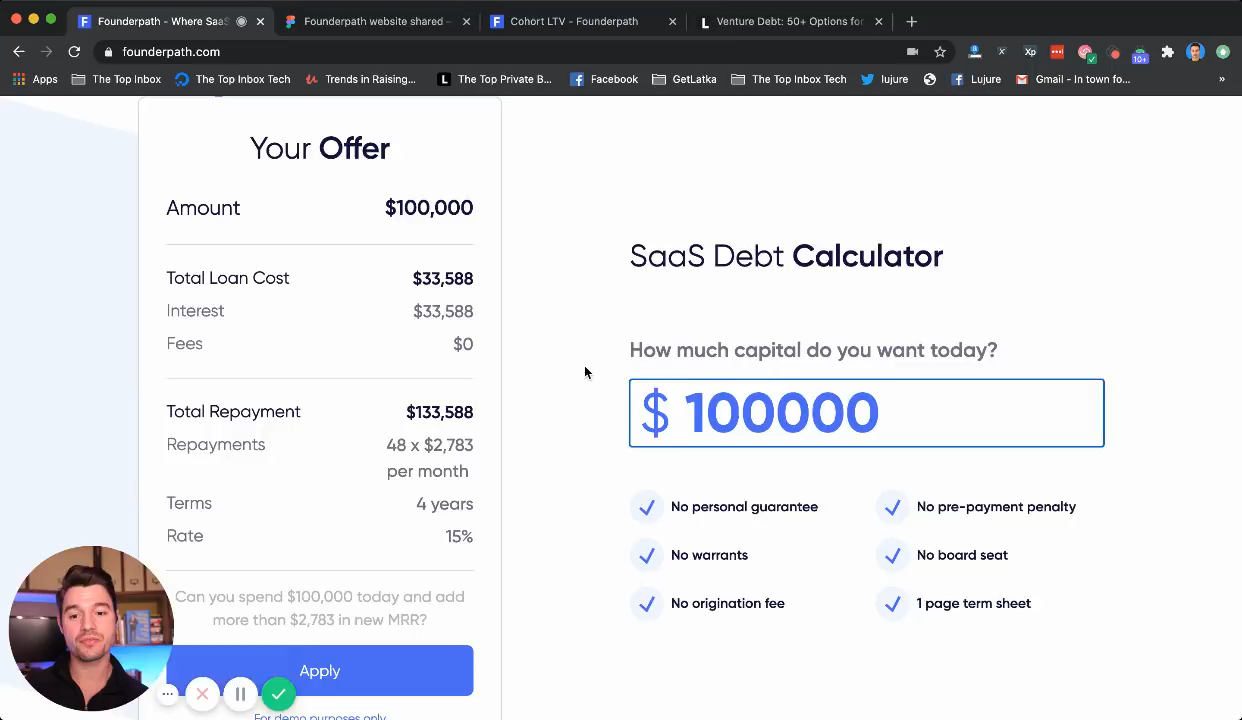 Founderpath - Where SaaS
Founderpath website shared –
Cohort LTV - Founderpath
Venture Debt: 50+ Options for
founderpath.com
10+
Apps
The Top Inbox
The Top Inbox Tech
Trends in Raising...
The Top Private B...
Facebook
GetLatka
The Top Inbox Tech
lujure
Lujure
Gmail - In town fo...
»
Your Offer
Amount $100,000
Total Loan Cost $33,588
Interest $33,588
Fees $0
Total Repayment $133,588
Repayments 48 x $2,783
per month
Terms 4 years
Rate 15%
Can you spend $100,000 today and add
more than $2,783 in new MRR?
Apply
For demo purposes only
SaaS Debt Calculator
How much capital do you want today?
$ 100000
No personal guarantee
No pre-payment penalty
No warrants
No board seat
No origination fee
1 page term sheet